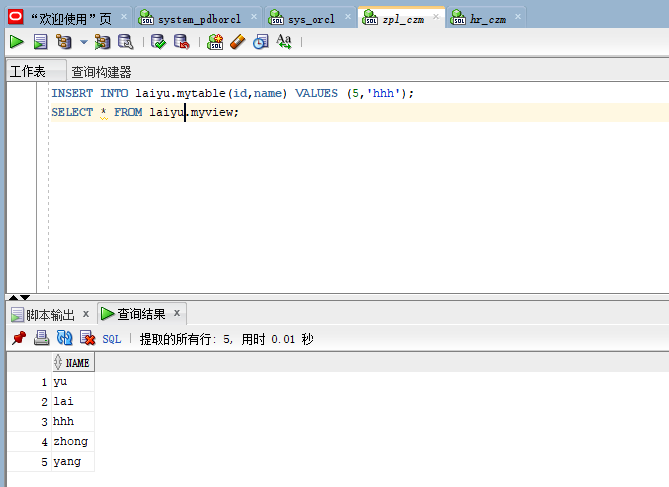 “欢迎使用”页 × system_pdborcl × sys_orcl × zpl_czm × hr_czm ×
工作表 查询构建器
INSERT INTO laiyu.mytable(id,name) VALUES (5,'hhh');
SELECT * FROM laiyu.myview;
脚本输出 × 查询结果 ×
SQL | 提取的所有行: 5, 用时 0.01 秒
NAME
1 yu
2 lai
3 hhh
4 zhong
5 yang